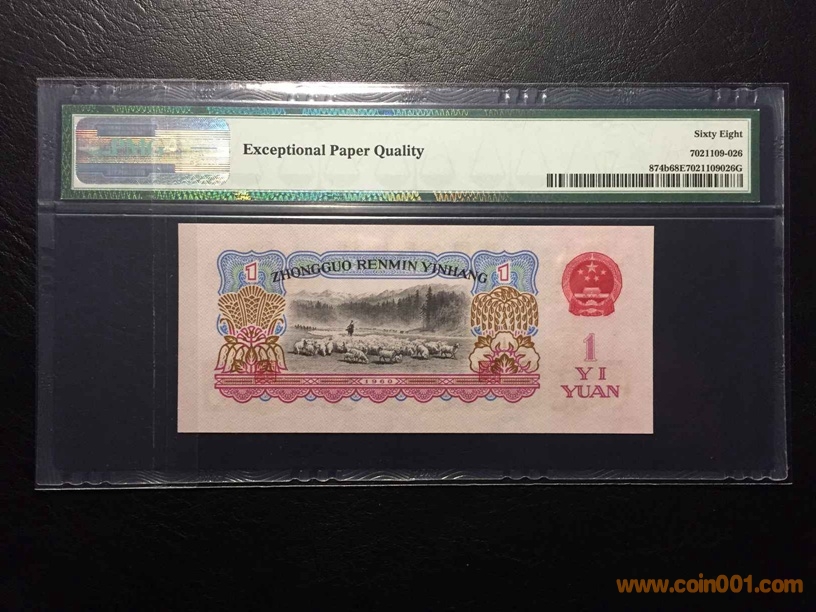 PMG
Exceptional Paper Quality
Sixty Eight
7021109-026
874b68E7021109026G
ZHONGGUO RENMIN YINHANG
1
1
1960
1
YI
YUAN
www.coin001.com